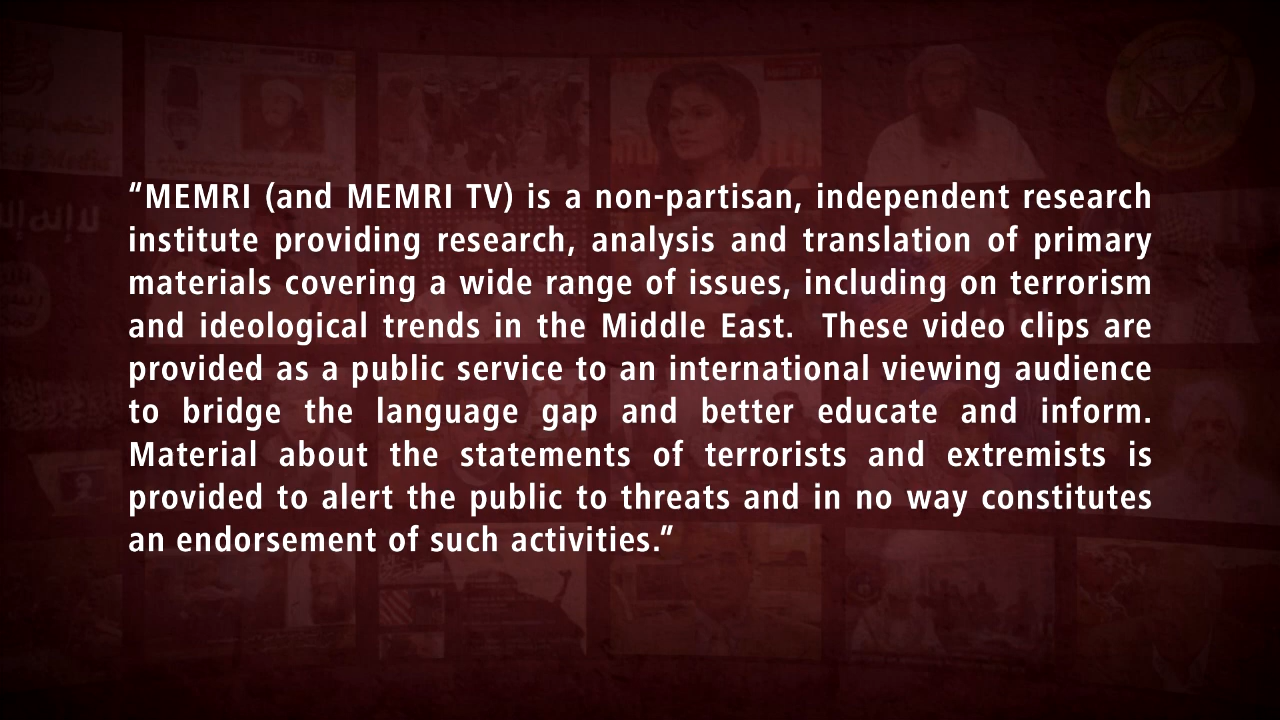 “MEMRI (and MEMRI TV) is a non-partisan, independent research
institute providing research, analysis and translation of primary
materials covering a wide range of issues, including on terrorism
and ideological trends in the Middle East.  These video clips are
provided as a public service to an international viewing audience
to bridge the language gap and better educate and inform.
Material about the statements of terrorists and extremists is
provided to alert the public to threats and in no way constitutes
an endorsement of such activities.”